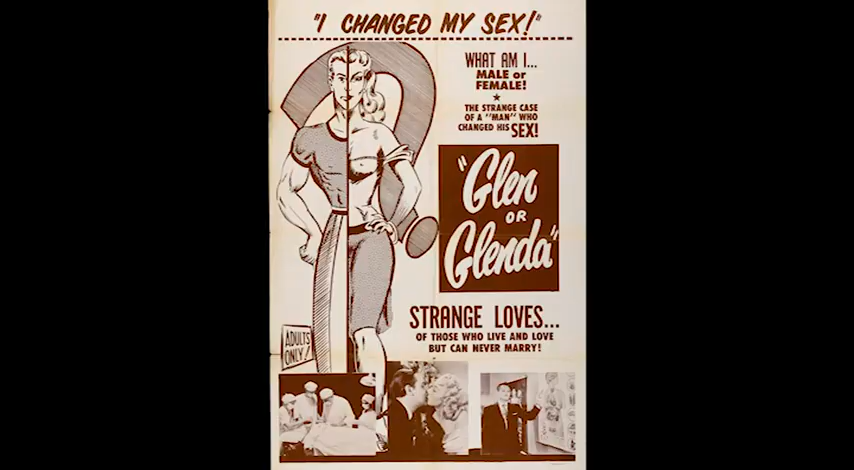 "I CHANGED MY SEX!"
WHAT AM I...
MALE or
FEMALE!
THE STRANGE CASE
OF A "MAN" WHO
CHANGED HIS SEX!
"Glen
OR
Glenda"
STRANGE LOVES...
OF THOSE WHO LIVE AND LOVE
BUT CAN NEVER MARRY!
ADULTS
ONLY!